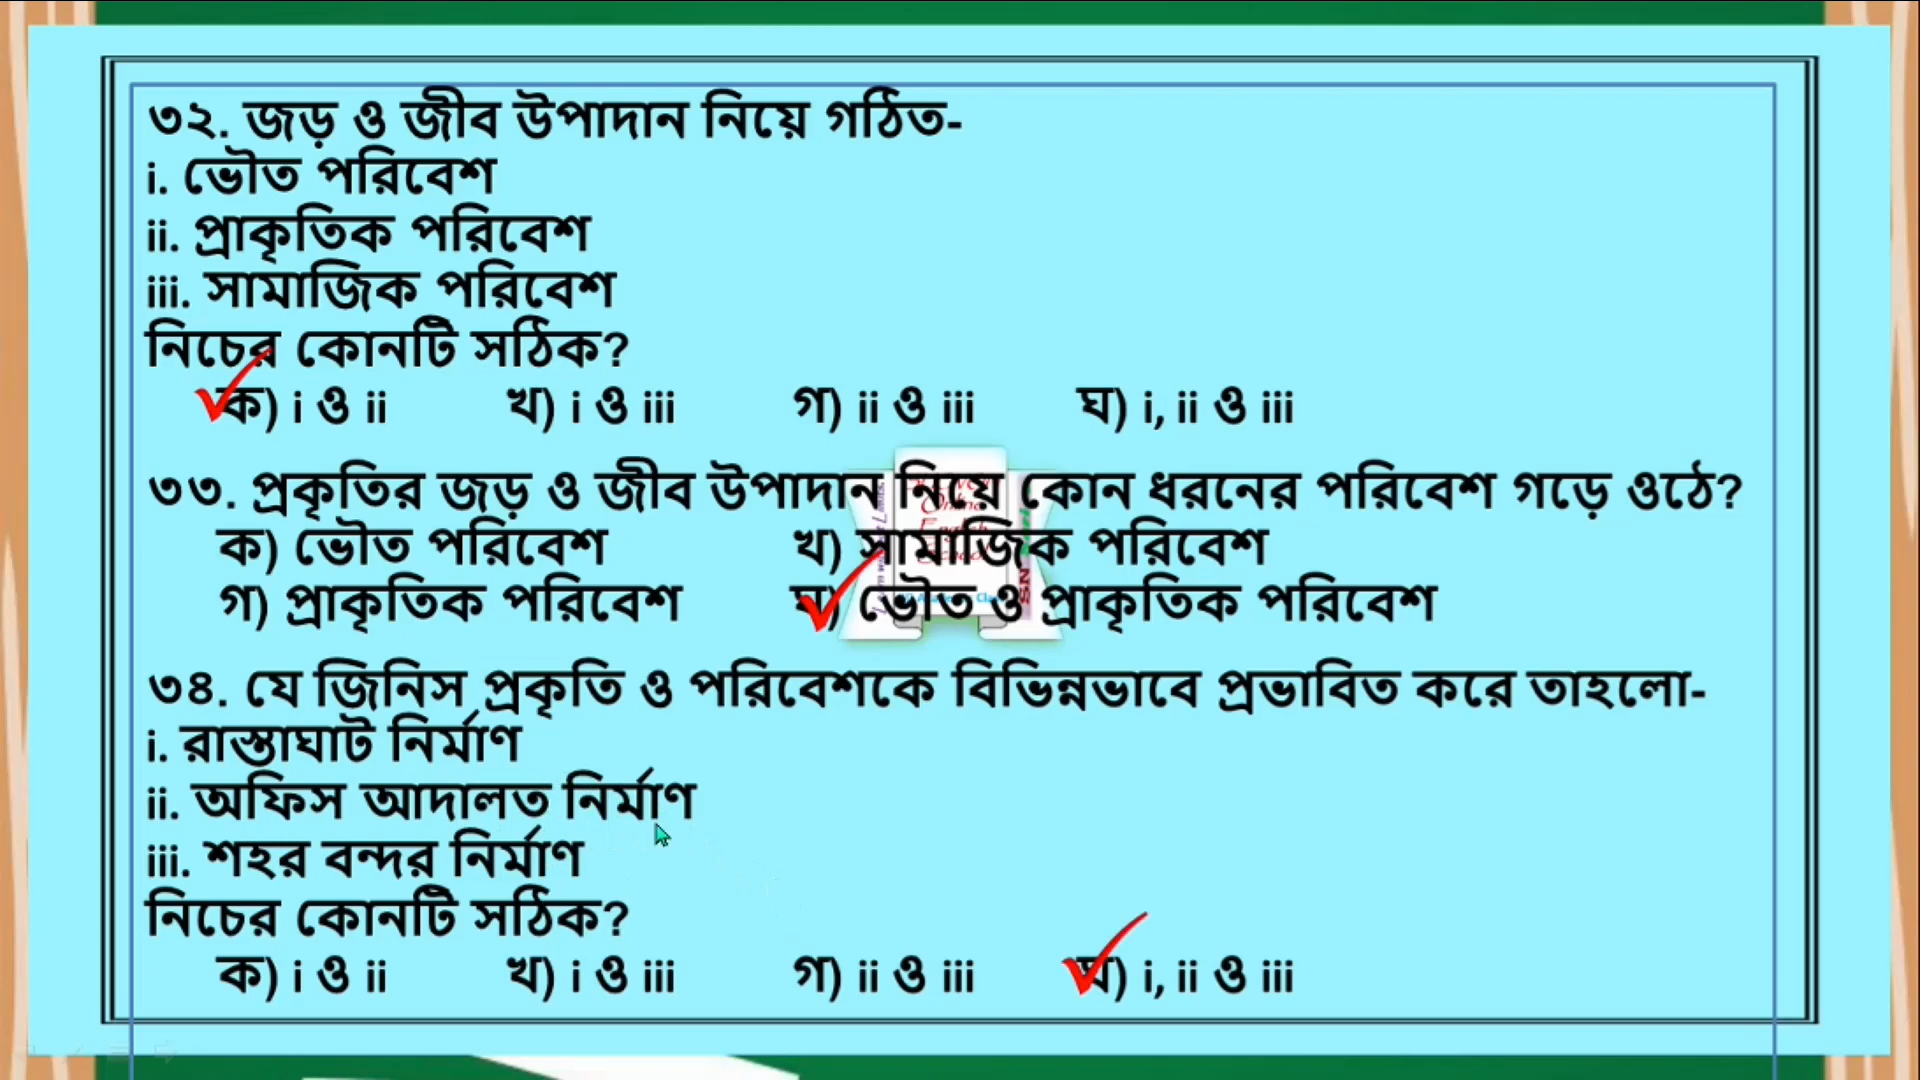 ৩২. জড় ও জীব উপাদান নিয়ে গঠিত-
i. ভৌত পরিবেশ
ii. প্রাকৃতিক পরিবেশ
iii. সামাজিক পরিবেশ
নিচের কোনটি সঠিক?
ক) i ও ii খ) i ও iii গ) ii ও iii ঘ) i, ii ও iii
৩৩. প্রকৃতির জড় ও জীব উপাদান নিয়ে কোন ধরনের পরিবেশ গড়ে ওঠে?
ক) ভৌত পরিবেশ খ) সামাজিক পরিবেশ
গ) প্রাকৃতিক পরিবেশ ঘ) ভৌত ও প্রাকৃতিক পরিবেশ
৩৪. যে জিনিস প্রকৃতি ও পরিবেশকে বিভিন্নভাবে প্রভাবিত করে তাহলো-
i. রাস্তাঘাট নির্মাণ
ii. অফিস আদালত নির্মাণ
iii. শহর বন্দর নির্মাণ
নিচের কোনটি সঠিক?
ক) i ও ii খ) i ও iii গ) ii ও iii ঘ) i, ii ও iii